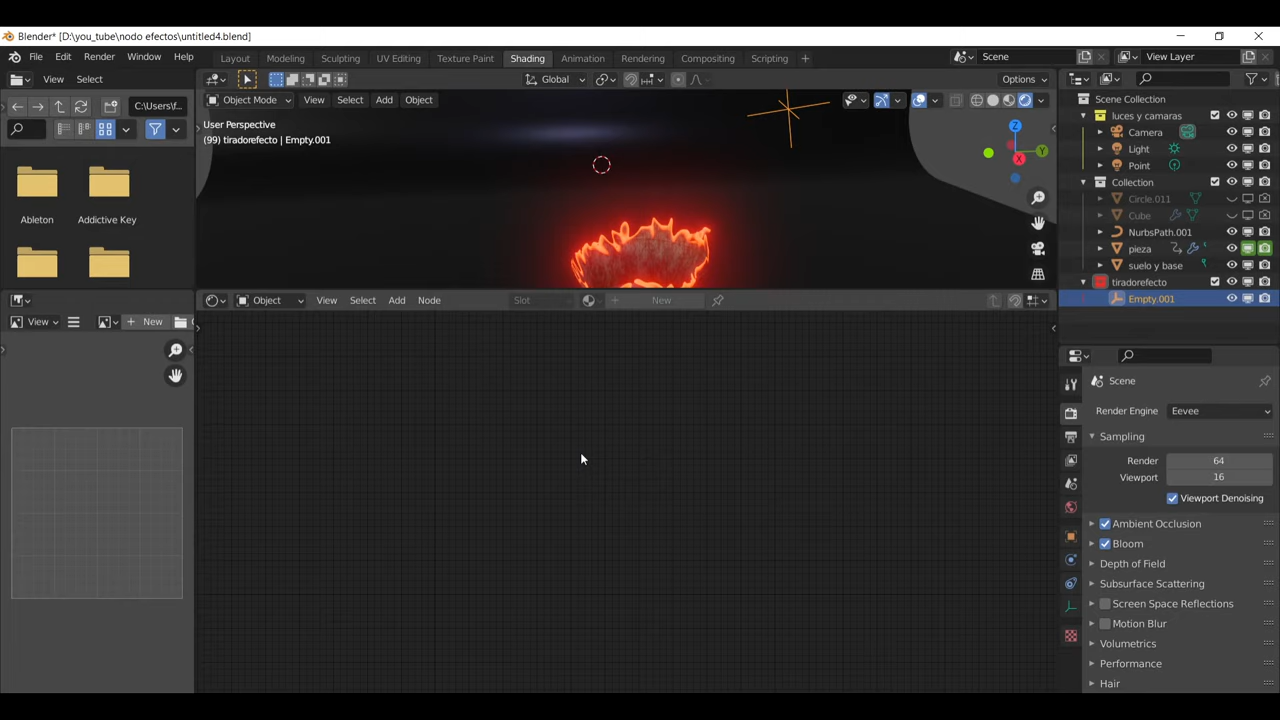 Blender* [D:\you_tube\nodo efectos\untitled4.blend]
File Edit Render Window Help Layout Modeling Sculpting UV Editing Texture Paint Shading Animation Rendering Compositing Scripting + Scene View Layer
View Select Global Options
C:\Users\f... Object Mode View Select Add Object
User Perspective
(99) tiradorefecto | Empty.001
Scene Collection
luces y camaras
Camera
Light
Point
Collection
Circle.011
Cube
NurbsPath.001
pieza
suelo y base
tiradorefecto
Empty.001
Z
Y
X
Ableton Addictive Key
Object View Select Add Node Slot New
View New
Scene
Render Engine Eevee
Sampling
Render 64
Viewport 16
Viewport Denoising
Ambient Occlusion
Bloom
Depth of Field
Subsurface Scattering
Screen Space Reflections
Motion Blur
Volumetrics
Performance
Hair